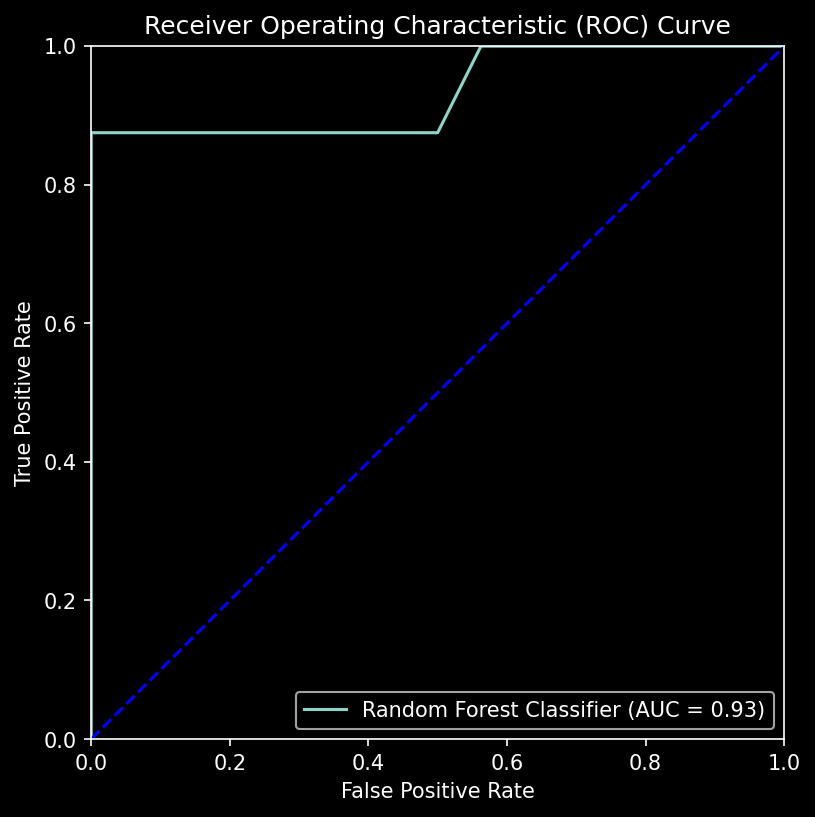 Receiver Operating Characteristic (ROC) Curve
1.0
0.8
0.6
0.4
0.2
0.0
True Positive Rate
Random Forest Classifier (AUC = 0.93)
0.0 0.2 0.4 0.6 0.8 1.0
False Positive Rate